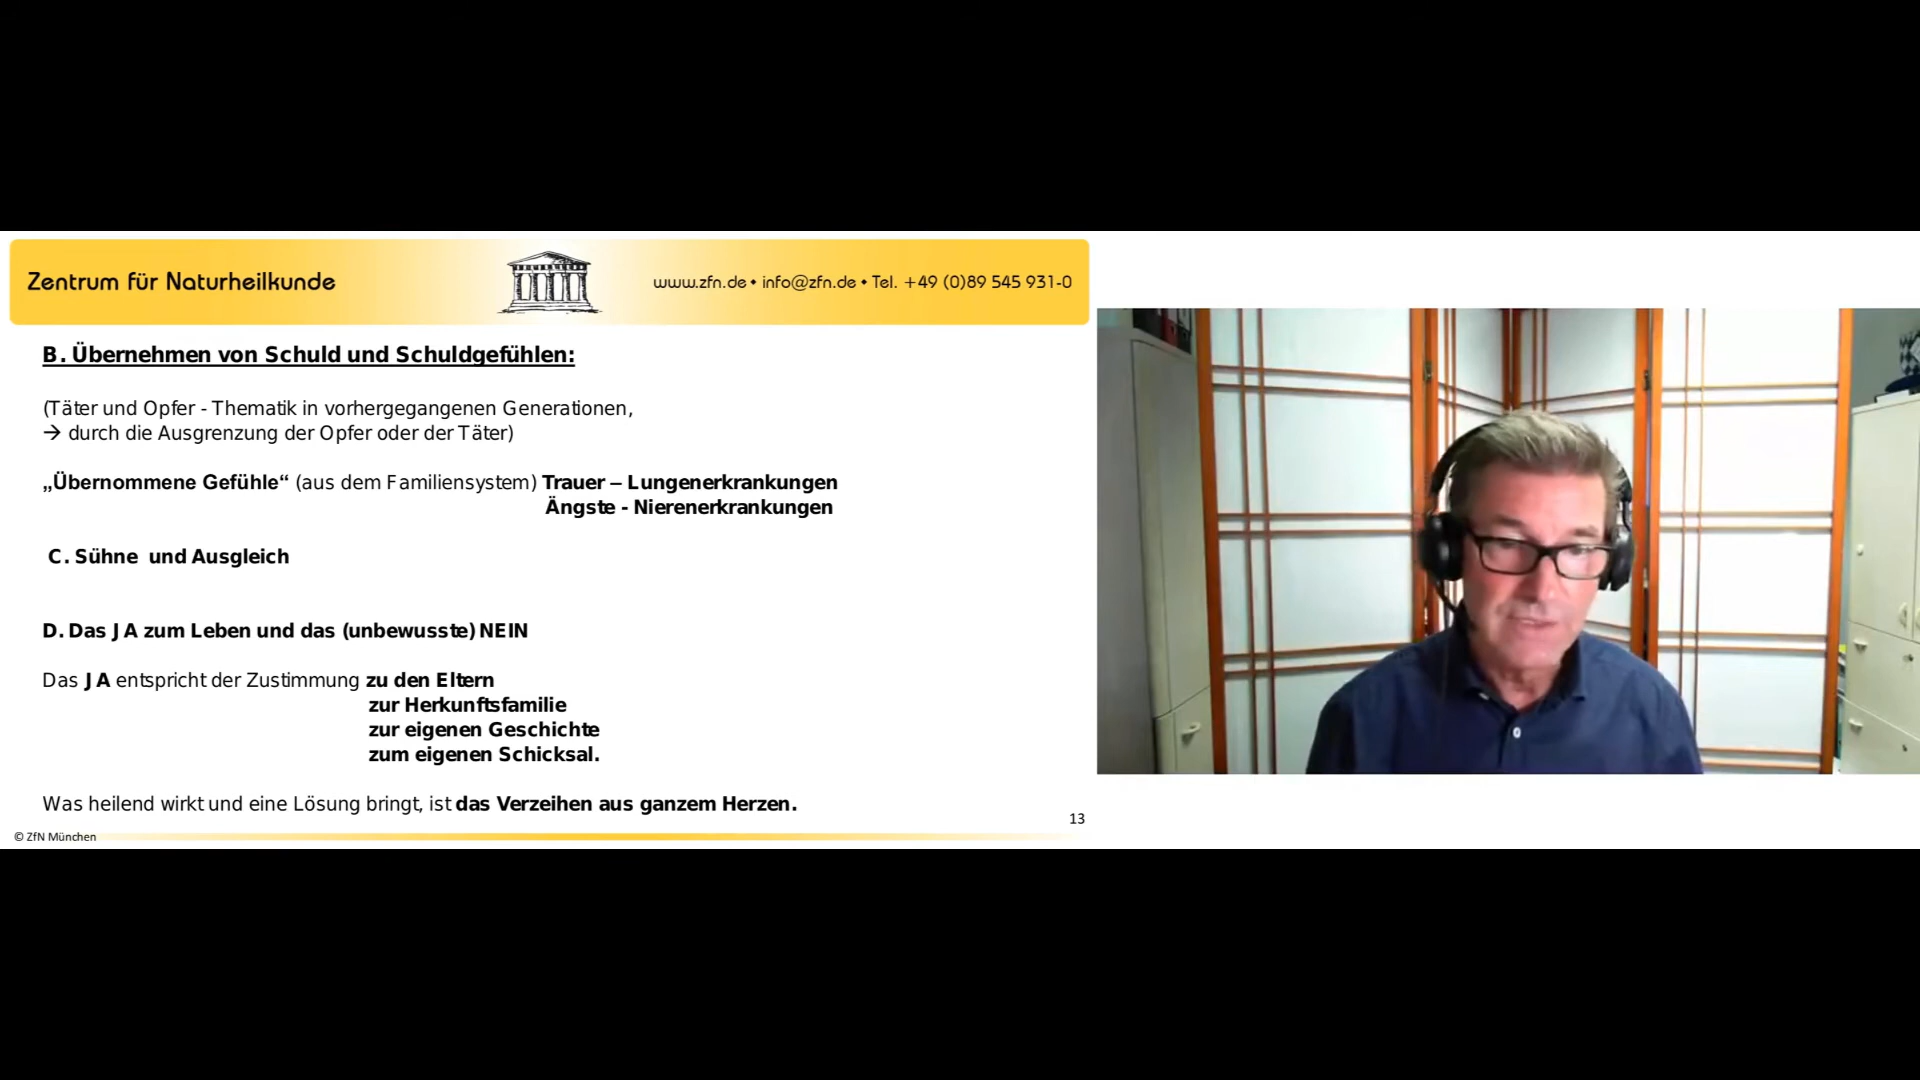 Zentrum für Naturheilkunde
www.zfn.de • info@zfn.de • Tel. +49 (0)89 545 931-0
B. Übernehmen von Schuld und Schuldgefühlen:
(Täter und Opfer - Thematik in vorhergegangenen Generationen,
→ durch die Ausgrenzung der Opfer oder der Täter)
„Übernommene Gefühle“ (aus dem Familiensystem) Trauer – Lungenerkrankungen
Ängste - Nierenerkrankungen
C. Sühne und Ausgleich
D. Das JA zum Leben und das (unbewusste) NEIN
Das JA entspricht der Zustimmung zu den Eltern
zur Herkunftsfamilie
zur eigenen Geschichte
zum eigenen Schicksal.
Was heilend wirkt und eine Lösung bringt, ist das Verzeihen aus ganzem Herzen.
13
© ZfN München